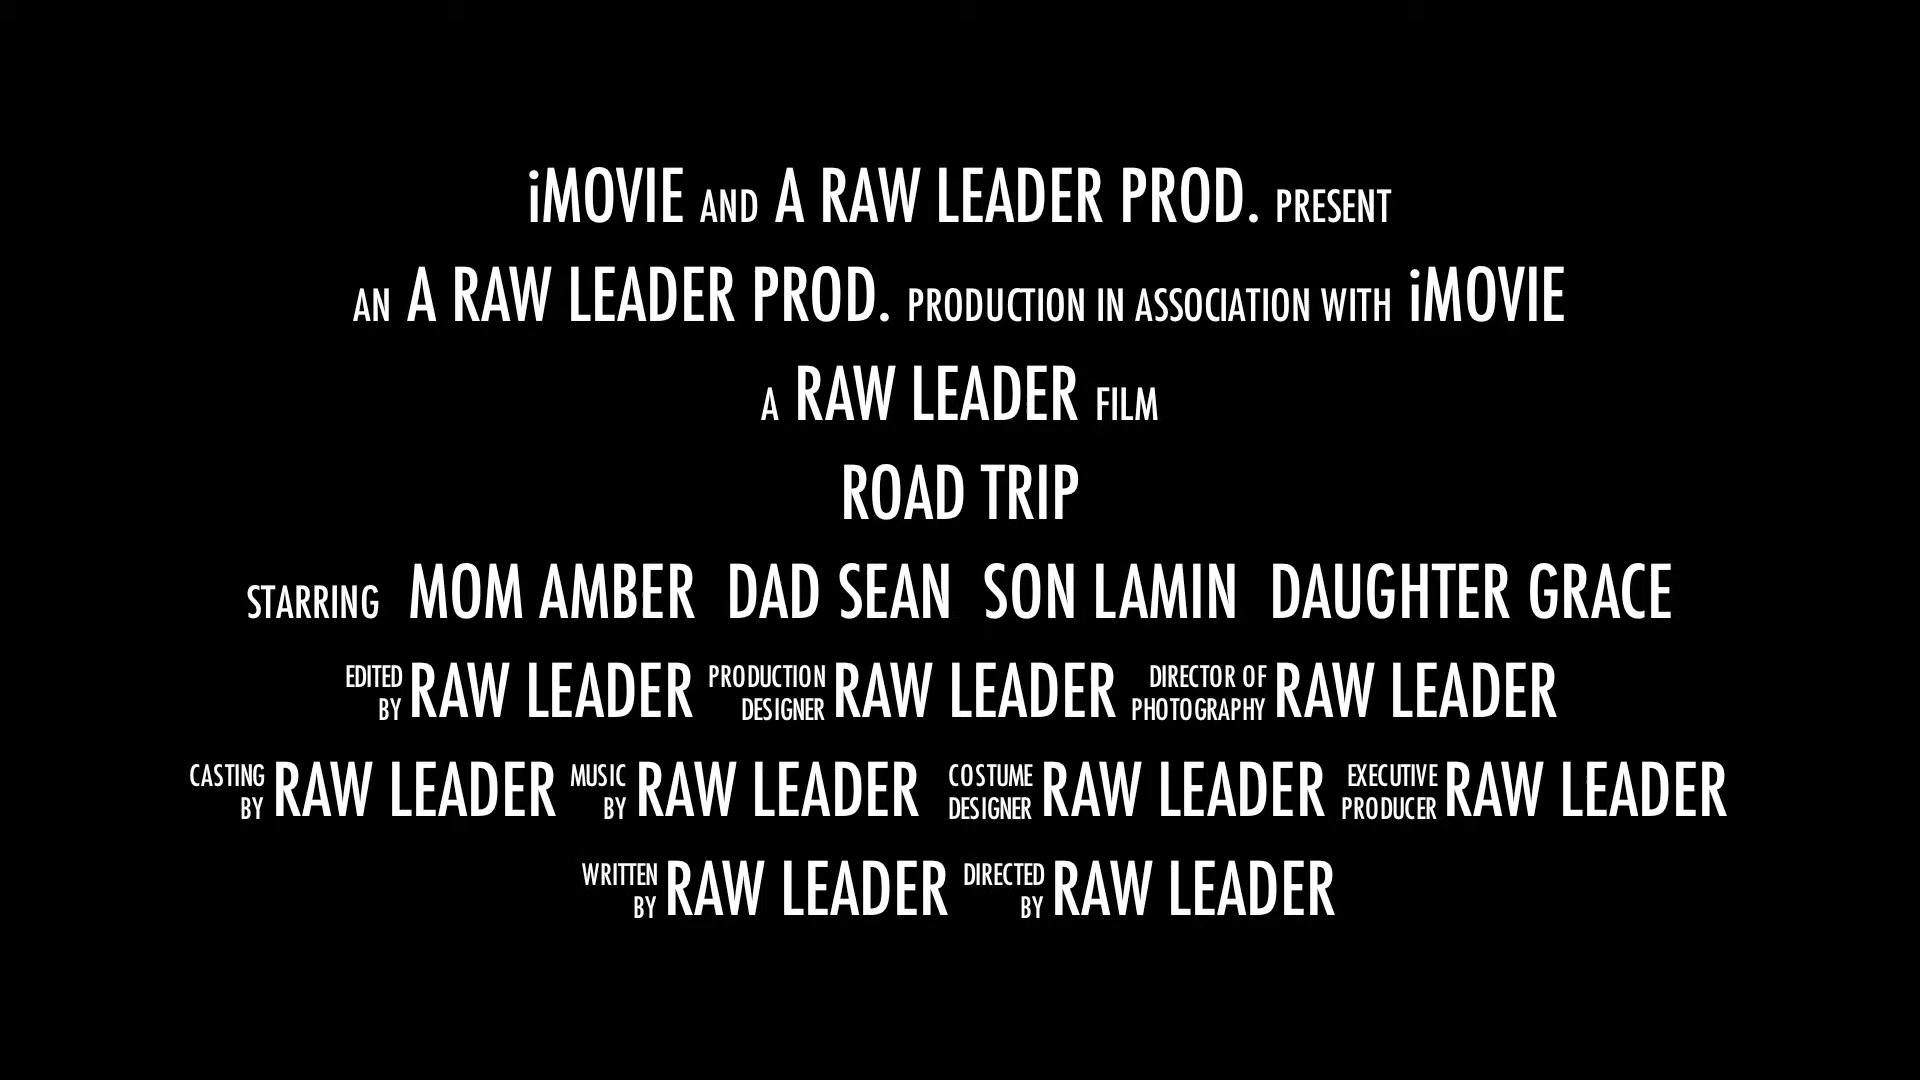 iMOVIE AND A RAW LEADER PROD. PRESENT
AN A RAW LEADER PROD. PRODUCTION IN ASSOCIATION WITH iMOVIE
A RAW LEADER FILM
ROAD TRIP
STARRING MOM AMBER DAD SEAN SON LAMIN DAUGHTER GRACE
EDITED BY RAW LEADER PRODUCTION DESIGNER RAW LEADER DIRECTOR OF PHOTOGRAPHY RAW LEADER
CASTING BY RAW LEADER MUSIC BY RAW LEADER COSTUME DESIGNER RAW LEADER EXECUTIVE PRODUCER RAW LEADER
WRITTEN BY RAW LEADER DIRECTED BY RAW LEADER